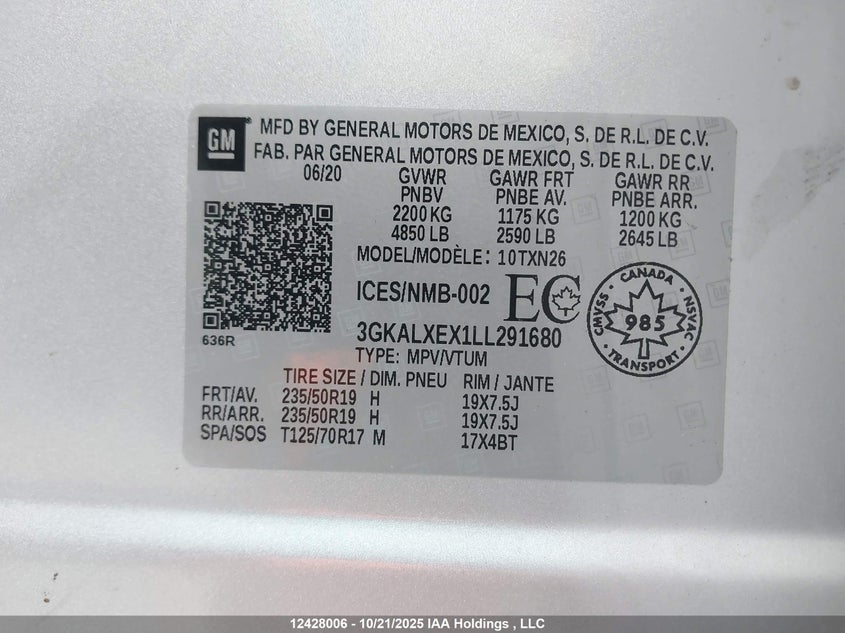 GM
MFD BY GENERAL MOTORS DE MEXICO, S. DE R.L. DE C.V.
FAB. PAR GENERAL MOTORS DE MEXICO, S. DE R.L. DE C.V.
06/20 GVWR GAWR FRT GAWR RR
PNBV PNBE AV. PNBE ARR.
2200 KG 1175 KG 1200 KG
4850 LB 2590 LB 2645 LB
MODEL/MODÈLE: 10TXN26
ICES/NMB-002 EC
CANADA
CMVSS 985 NSVAC
TRANSPORT
636R
3GKALXEX1LL291680
TYPE: MPV/VTUM
TIRE SIZE / DIM. PNEU RIM / JANTE
FRT/AV. 235/50R19 H 19X7.5J
RR/ARR. 235/50R19 H 19X7.5J
SPA/SOS T125/70R17 M 17X4BT
12428006 - 10/21/2025 IAA Holdings , LLC